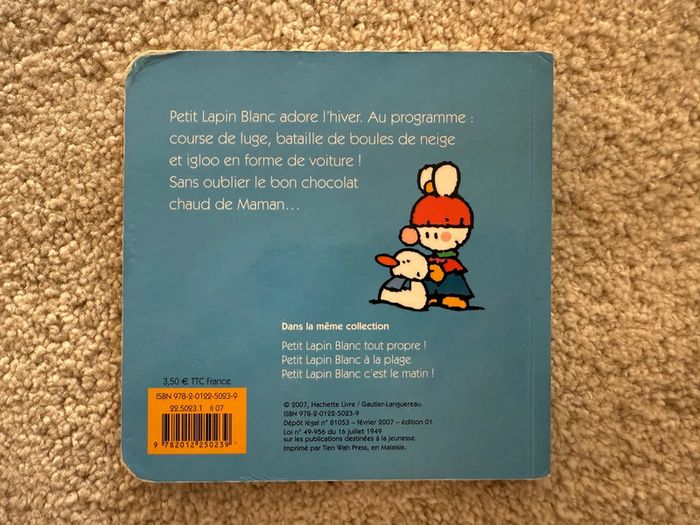 Petit Lapin Blanc adore l'hiver. Au programme :
course de luge, bataille de boules de neige
et igloo en forme de voiture !
Sans oublier le bon chocolat
chaud de Maman...
Dans la même collection
Petit Lapin Blanc tout propre !
Petit Lapin Blanc à la plage
Petit Lapin Blanc c'est le matin !
3,50 € TTC France
ISBN 978-2-0122-5023-9
22.5023.1 II 07
9 782012 250239
© 2007, Hachette Livre / Gautier-Languereau.
ISBN 978-2-0122-5023-9
Dépôt légal n° 81053 – février 2007 – édition 01.
Loi n° 49-956 du 16 juillet 1949
sur les publications destinées à la jeunesse.
Imprimé par Tien Wah Press, en Malaisie.